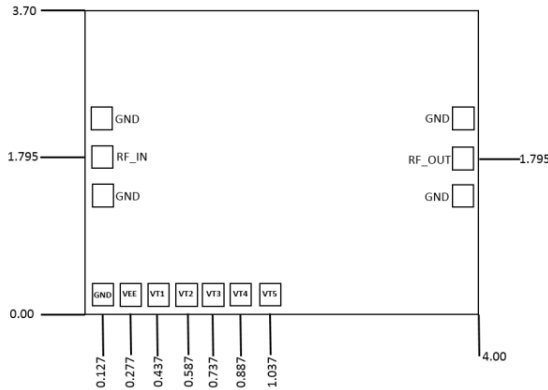 3.70
GND GND
1.795 RF_IN RF_OUT 1.795
GND GND
GND VEE VT1 VT2 VT3 VT4 VT5
0.00
0.127 0.277 0.437 0.587 0.737 0.887 1.037 4.00